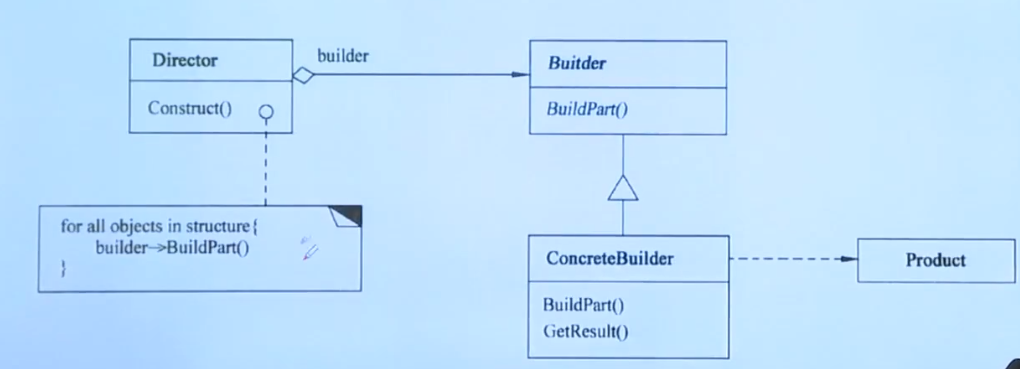 Director
Construct()
builder
Buitder
BuildPart()
for all objects in structure{
builder->BuildPart()
}
ConcreteBuilder
BuildPart()
GetResult()
Product